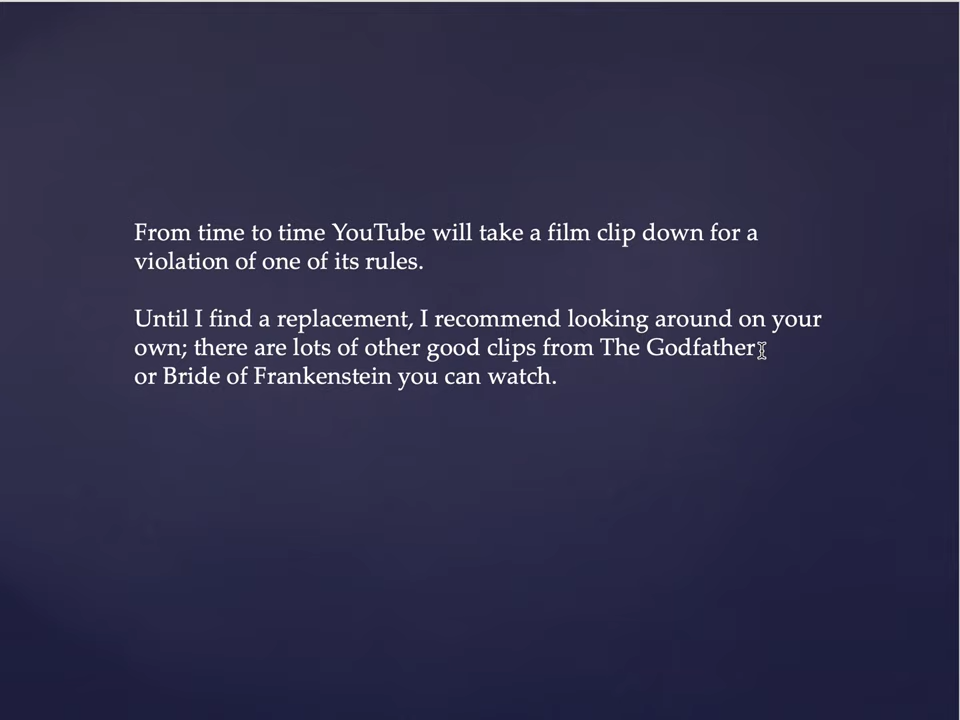 From time to time YouTube will take a film clip down for a
violation of one of its rules.
Until I find a replacement, I recommend looking around on your
own; there are lots of other good clips from The Godfather
or Bride of Frankenstein you can watch.